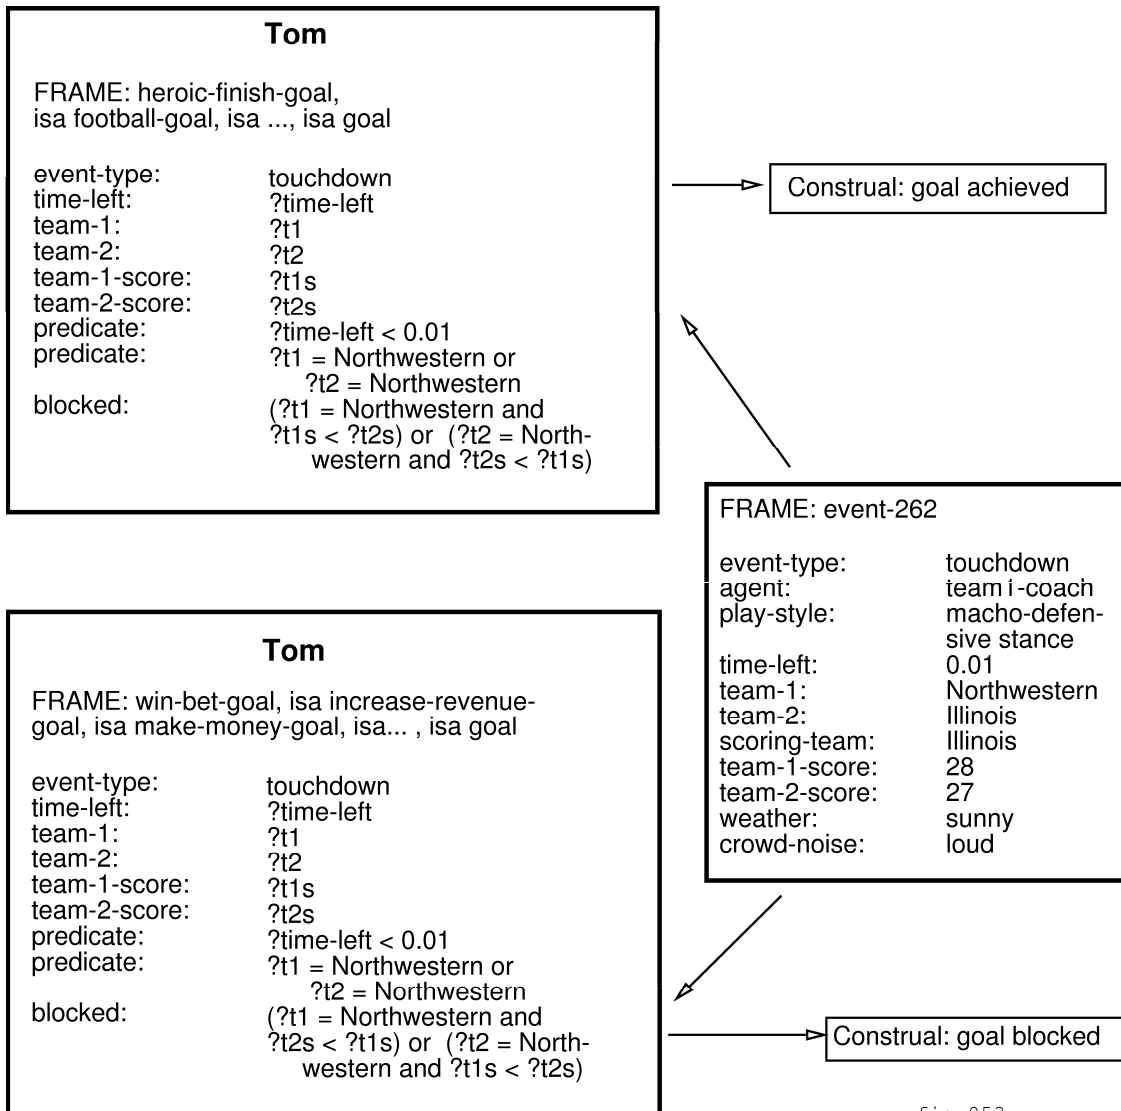 Tom
FRAME: heroic-finish-goal,
isa football-goal, isa ..., isa goal
event-type: touchdown
time-left: ?time-left
team-1: ?t1
team-2: ?t2
team-1-score: ?t1s
team-2-score: ?t2s
predicate: ?time-left < 0.01
predicate: ?t1 = Northwestern or
?t2 = Northwestern
blocked: (?t1 = Northwestern and
?t1s < ?t2s) or (?t2 = North-
western and ?t2s < ?t1s)
Construal: goal achieved
FRAME: event-262
event-type: touchdown
agent: team1-coach
play-style: macho-defen-
sive stance
time-left: 0.01
team-1: Northwestern
team-2: Illinois
scoring-team: Illinois
team-1-score: 28
team-2-score: 27
weather: sunny
crowd-noise: loud
Tom
FRAME: win-bet-goal, isa increase-revenue-
goal, isa make-money-goal, isa... , isa goal
event-type: touchdown
time-left: ?time-left
team-1: ?t1
team-2: ?t2
team-1-score: ?t1s
team-2-score: ?t2s
predicate: ?time-left < 0.01
predicate: ?t1 = Northwestern or
?t2 = Northwestern
blocked: (?t1 = Northwestern and
?t2s < ?t1s) or (?t2 = North-
western and ?t1s < ?t2s)
Construal: goal blocked